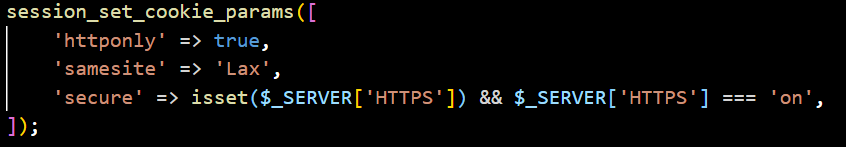 session_set_cookie_params([
    'httponly' => true,
    'samesite' => 'Lax',
    'secure' => isset($_SERVER['HTTPS']) && $_SERVER['HTTPS'] === 'on',
]);